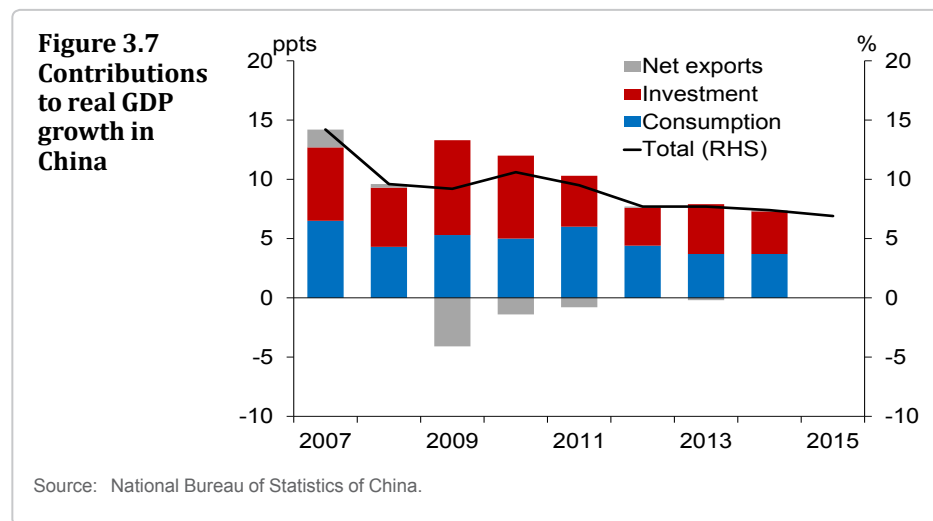 Figure 3.7
Contributions
to real GDP
growth in
China
ppts
%
20
15
10
5
0
-5
-10
20
15
10
5
0
-5
-10
Net exports
Investment
Consumption
Total (RHS)
2007
2009
2011
2013
2015
Source: National Bureau of Statistics of China.